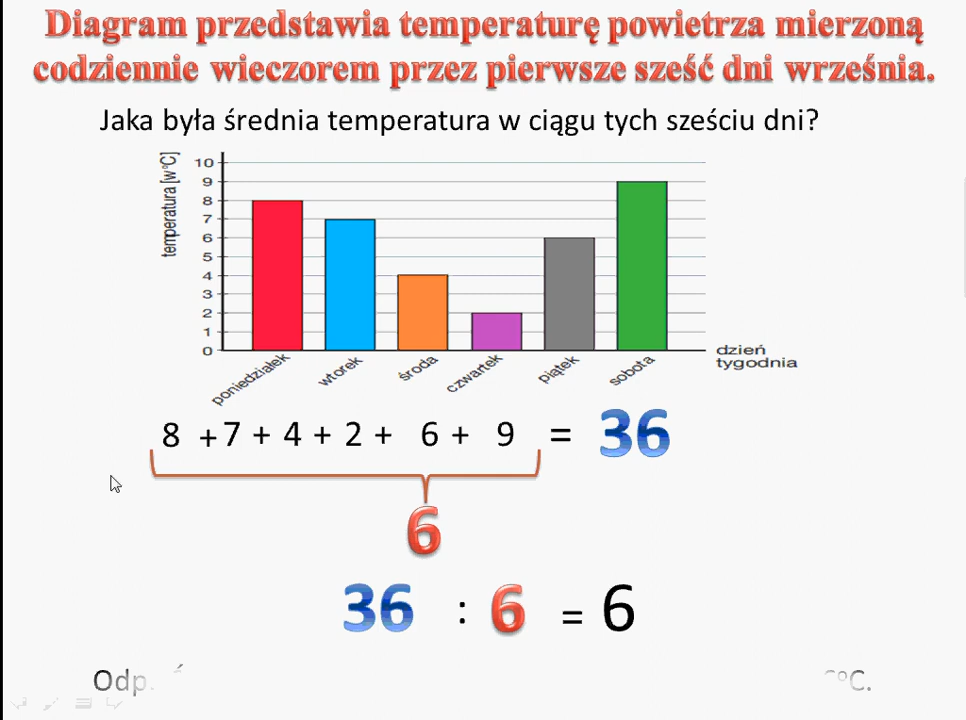 Diagram przedstawia temperaturę powietrza mierzoną
codziennie wieczorem przez pierwsze sześć dni września.
Jaka była średnia temperatura w ciągu tych sześciu dni?
temperatura [w °C]
10
9
8
7
6
5
4
3
2
1
0
dzień
tygodnia
poniedziałek
wtorek
środa
czwartek
piątek
sobota
8 + 7 + 4 + 2 + 6 + 9 = 36
6
36 : 6 = 6
Odp. °C.